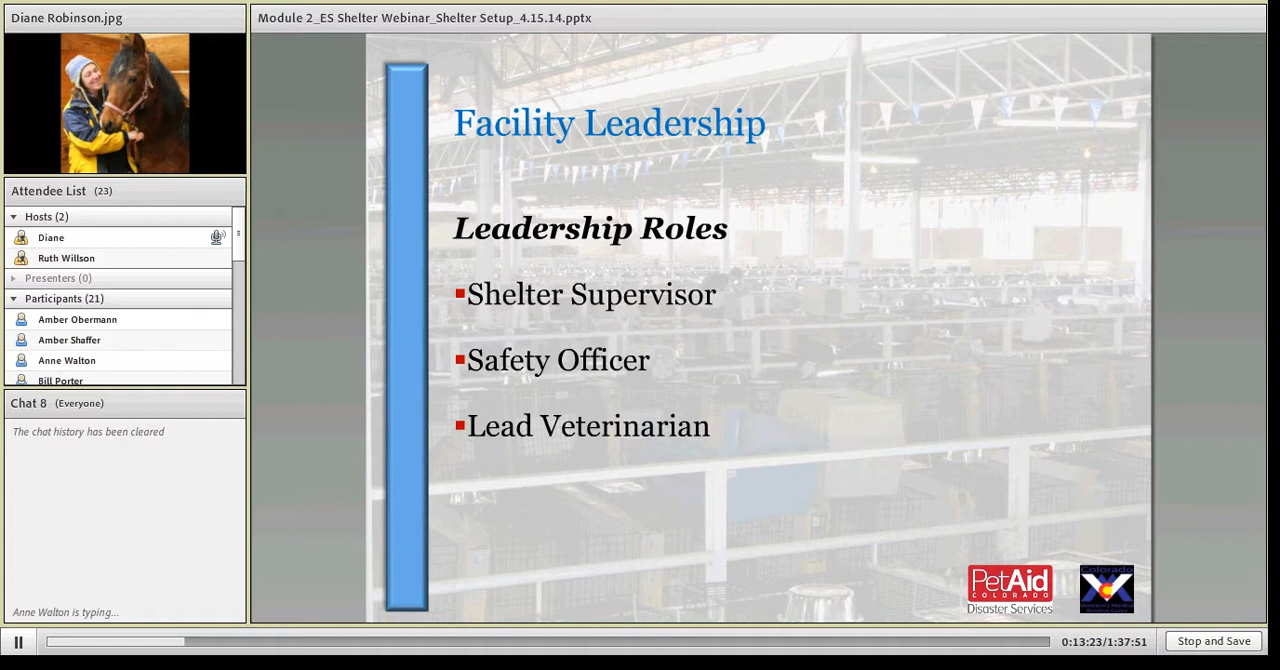 Diane Robinson.jpg
Module 2_ES Shelter Webinar_Shelter Setup_4.15.14.pptx
Attendee List (23)
Hosts (2)
Diane
Ruth Willson
Presenters (0)
Participants (21)
Amber Obermann
Amber Shaffer
Anne Walton
Bill Porter
Chat 8 (Everyone)
The chat history has been cleared
Anne Walton is typing...
Facility Leadership
Leadership Roles
Shelter Supervisor
Safety Officer
Lead Veterinarian
PetAid
COLORADO
Disaster Services
Colorado
0:13:23/1:37:51
Stop and Save